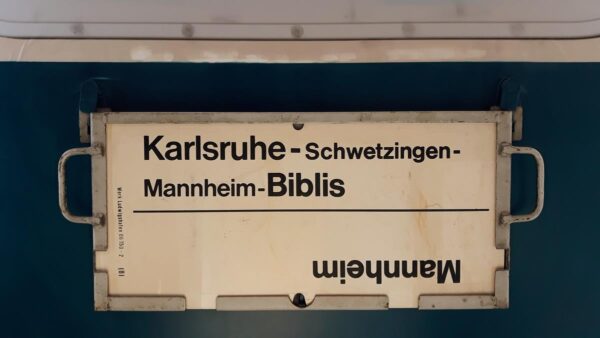 Karlsruhe - Schwetzingen -
Mannheim - Biblis
Mannheim